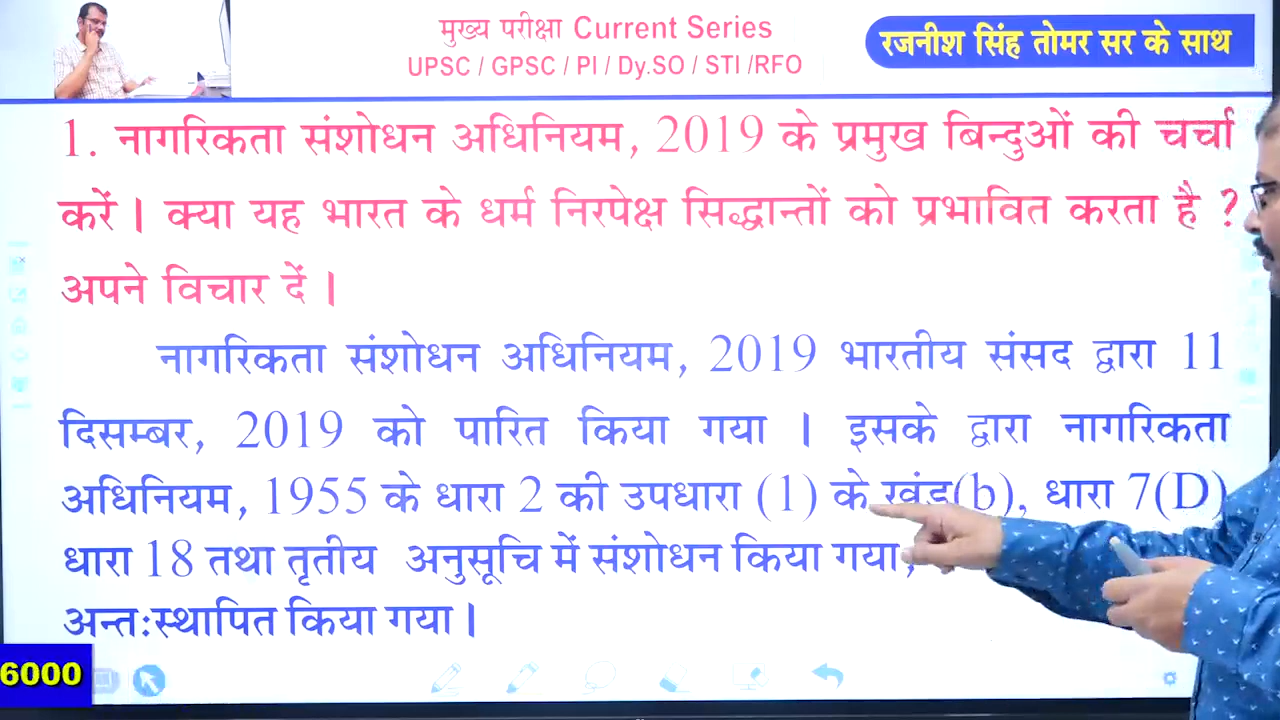 मुख्य परीक्षा Current Series
UPSC / GPSC / PI / Dy.SO / STI /RFO
रजनीश सिंह तोमर सर के साथ
1. नागरिकता संशोधन अधिनियम, 2019 के प्रमुख बिन्दुओं की चर्चा
करें । क्या यह भारत के धर्म निरपेक्ष सिद्धान्तों को प्रभावित करता है ?
अपने विचार दें ।
नागरिकता संशोधन अधिनियम, 2019 भारतीय संसद द्वारा 11
दिसम्बर, 2019 को पारित किया गया । इसके द्वारा नागरिकता
अधिनियम, 1955 के धारा 2 की उपधारा (1) के खंड(b), धारा 7(D)
धारा 18 तथा तृतीय अनुसूचि में संशोधन किया गया,
अन्तःस्थापित किया गया ।
6000